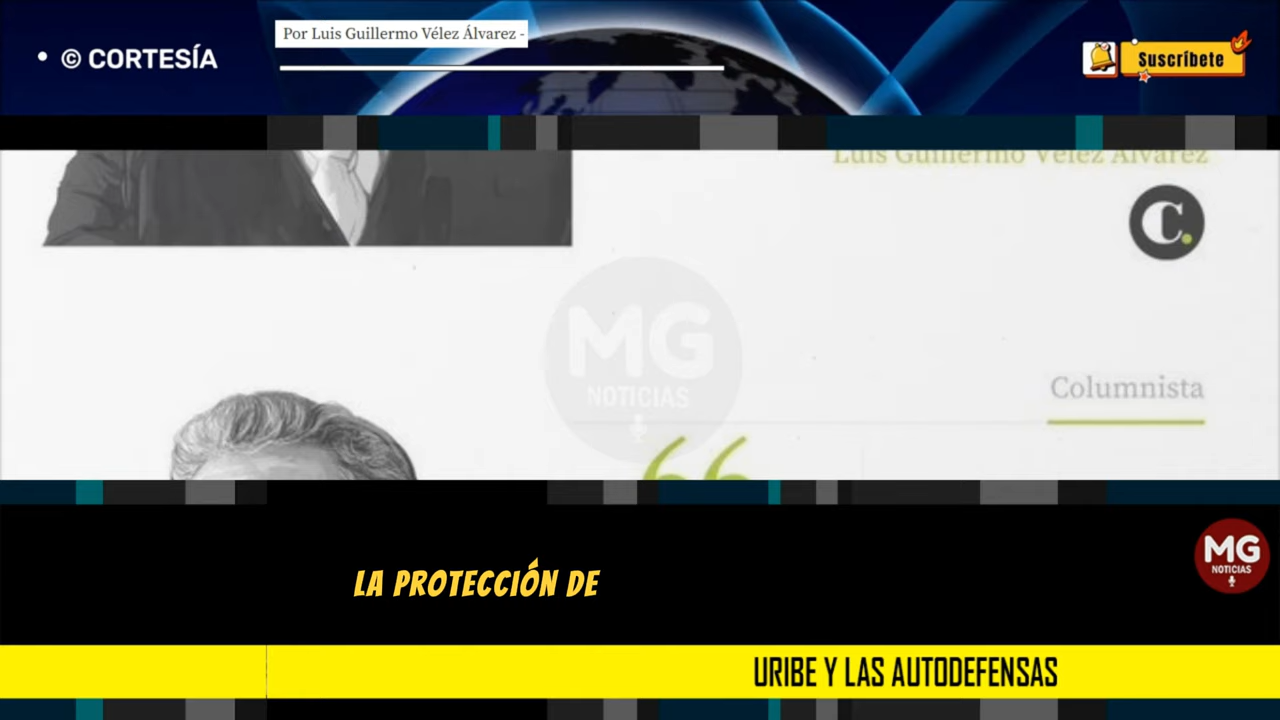 Por Luis Guillermo Vélez Álvarez -
• © CORTESÍA
Suscríbete
Luis Guillermo Vélez Álvarez
C.
MG
NOTICIAS
Columnista
“
LA PROTECCIÓN DE
MG
NOTICIAS
URIBE Y LAS AUTODEFENSAS